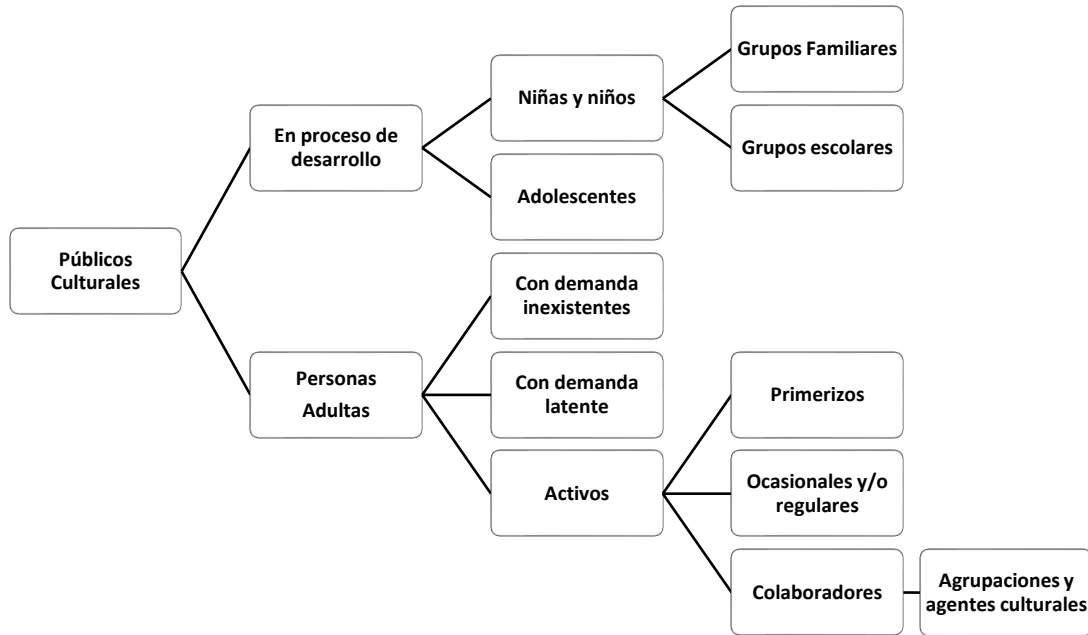 Públicos
Culturales
En proceso de
desarrollo
Niñas y niños
Grupos Familiares
Grupos escolares
Adolescentes
Personas
Adultas
Con demanda
inexistentes
Con demanda
latente
Activos
Primerizos
Ocasionales y/o
regulares
Colaboradores
Agrupaciones y
agentes culturales